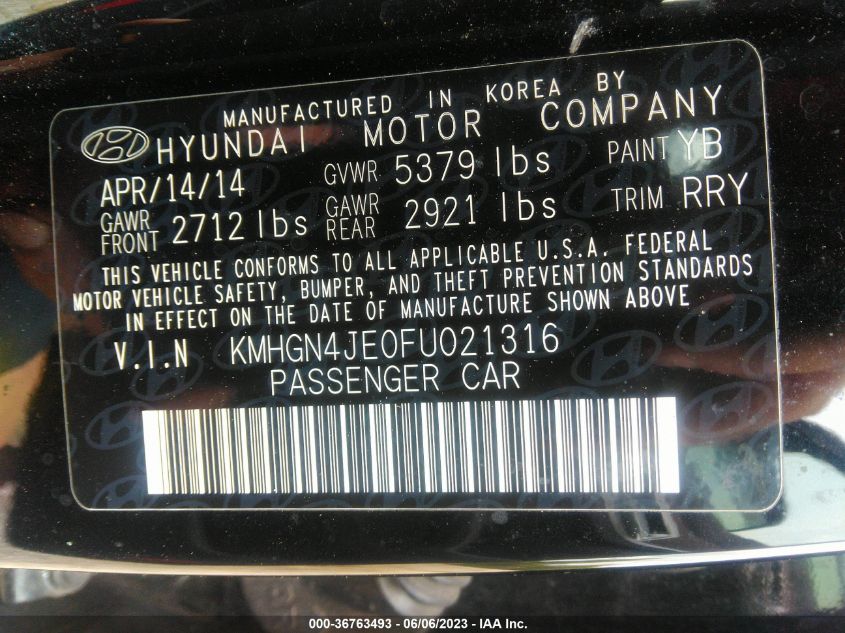 MANUFACTURED IN KOREA BY
HYUNDAI MOTOR COMPANY
APR/14/14 GVWR 5379 lbs PAINT YB
GAWR FRONT 2712 lbs GAWR REAR 2921 lbs TRIM RRY
THIS VEHICLE CONFORMS TO ALL APPLICABLE U.S.A. FEDERAL
MOTOR VEHICLE SAFETY, BUMPER, AND THEFT PREVENTION STANDARDS
IN EFFECT ON THE DATE OF MANUFACTURE SHOWN ABOVE
V.I.N KMHGN4JE0FU021316
PASSENGER CAR
000-36763493 - 06/06/2023 - IAA Inc.